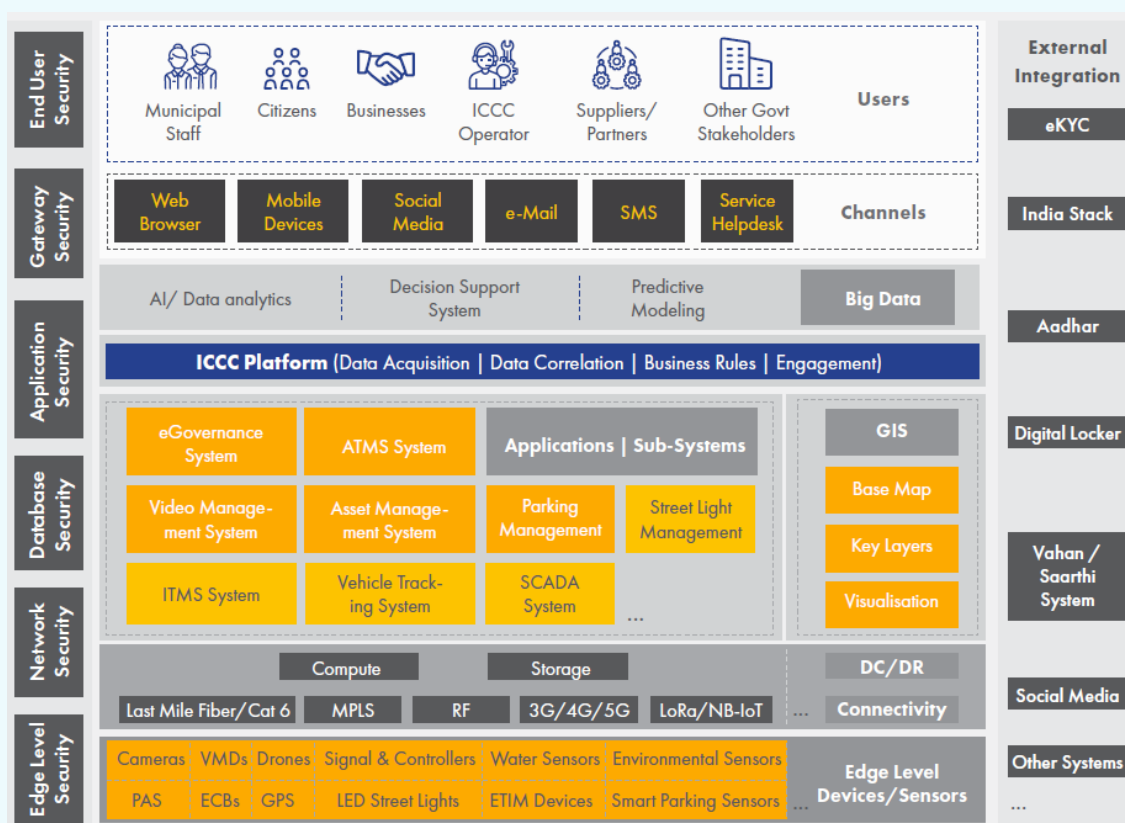 End User
Security
Gateway
Security
Application
Security
Database
Security
Network
Security
Edge Level
Security
Municipal
Staff
Citizens
Businesses
ICCC
Operator
Suppliers/
Partners
Other Govt
Stakeholders
Users
Web
Browser
Mobile
Devices
Social
Media
e-Mail
SMS
Service
Helpdesk
Channels
AI/ Data analytics
Decision Support
System
Predictive
Modeling
Big Data
ICCC Platform (Data Acquisition | Data Correlation | Business Rules | Engagement)
eGovernance
System
ATMS System
Applications | Sub-Systems
Video Manage-
ment System
Asset Manage-
ment System
Parking
Management
Street Light
Management
ITMS System
Vehicle Track-
ing System
SCADA
System
...
GIS
Base Map
Key Layers
Visualisation
Compute
Storage
DC/DR
Last Mile Fiber/Cat 6
MPLS
RF
3G/4G/5G
LoRa/NB-IoT
...
Connectivity
Cameras
VMDs
Drones
Signal & Controllers
Water Sensors
Environmental Sensors
PAS
ECBs
GPS
LED Street Lights
ETIM Devices
Smart Parking Sensors
...
Edge Level
Devices/Sensors
External
Integration
eKYC
India Stack
Aadhar
Digital Locker
Vahan /
Saarthi
System
Social Media
Other Systems
...